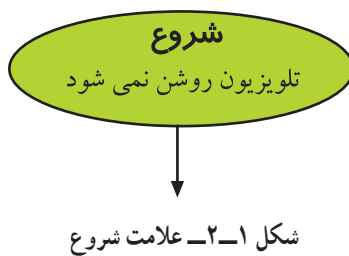 شروع
تلویزیون روشن نمی شود
شکل ۱ــ۲ــ علامت شروع